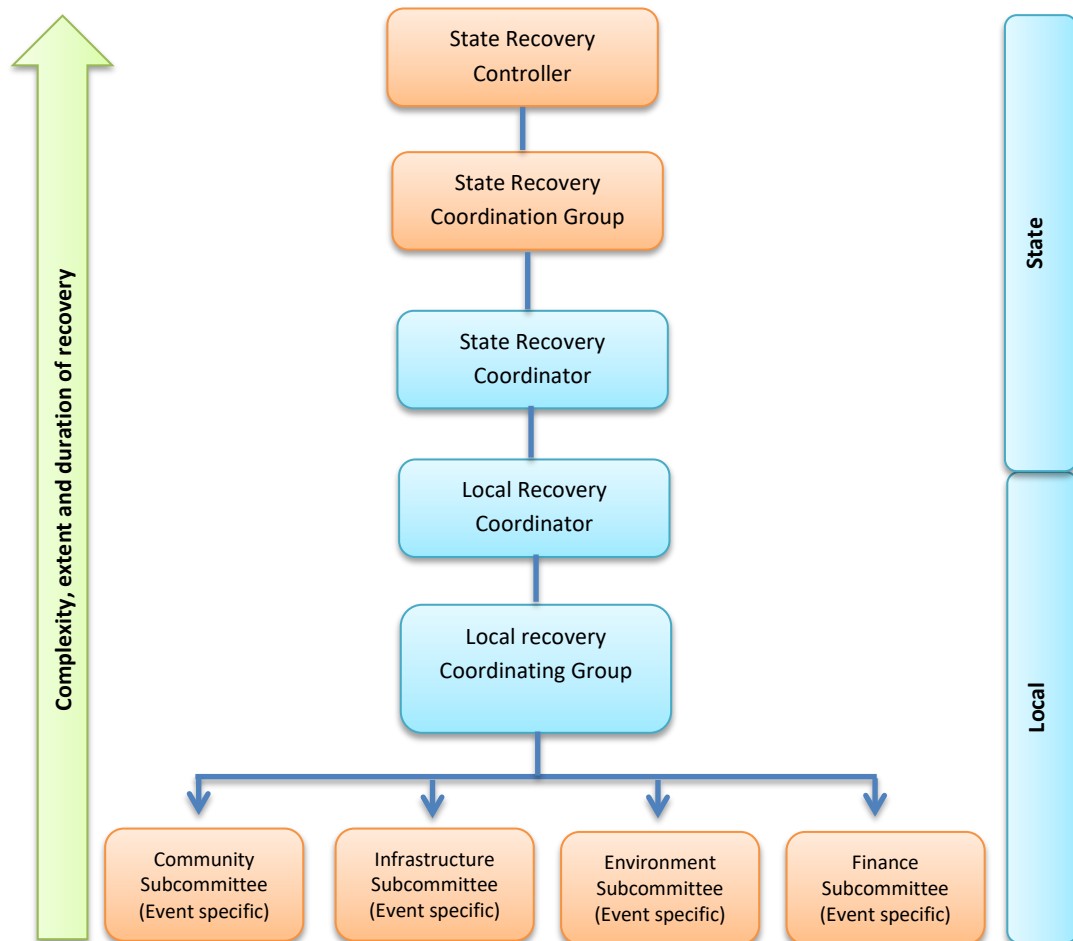 State Recovery
Controller
State Recovery
Coordination Group
State Recovery
Coordinator
Local Recovery
Coordinator
Local recovery
Coordinating Group
Community
Subcommittee
(Event specific)
Infrastructure
Subcommittee
(Event specific)
Environment
Subcommittee
(Event specific)
Finance
Subcommittee
(Event specific)
Complexity, extent and duration of recovery
State
Local